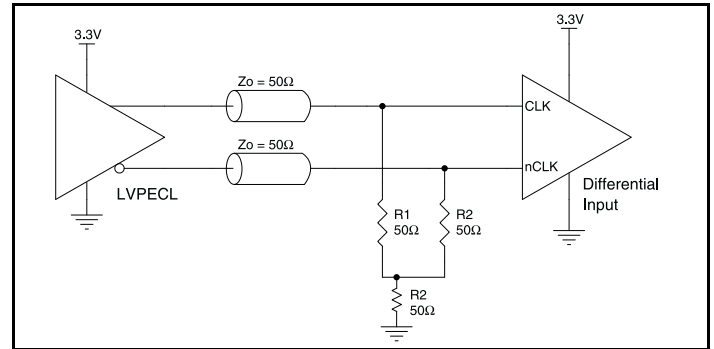 3.3V
3.3V
Zo = 50Ω
CLK
Zo = 50Ω
nCLK
LVPECL
Differential
Input
R1
50Ω
R2
50Ω
R2
50Ω